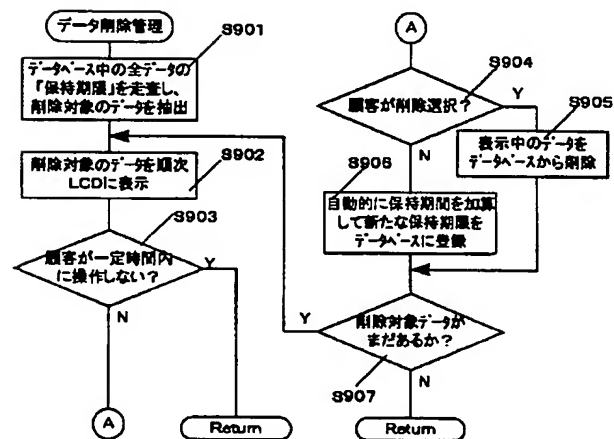 データ削除管理
S901
データベース中の全データの
「保持期限」を走査し、
削除対象のデータを抽出
S902
削除対象のデータを順次
LCDに表示
S903
顧客が一定時間内
に操作しない?
Y
N
A
Return
A
S904
顧客が削除選択?
Y
S905
表示中のデータを
データベースから削除
N
S906
自動的に保持期間を加算
して新たな保持期限を
データベースに登録
Y
削除対象データが
まだあるか?
S907
N
Return